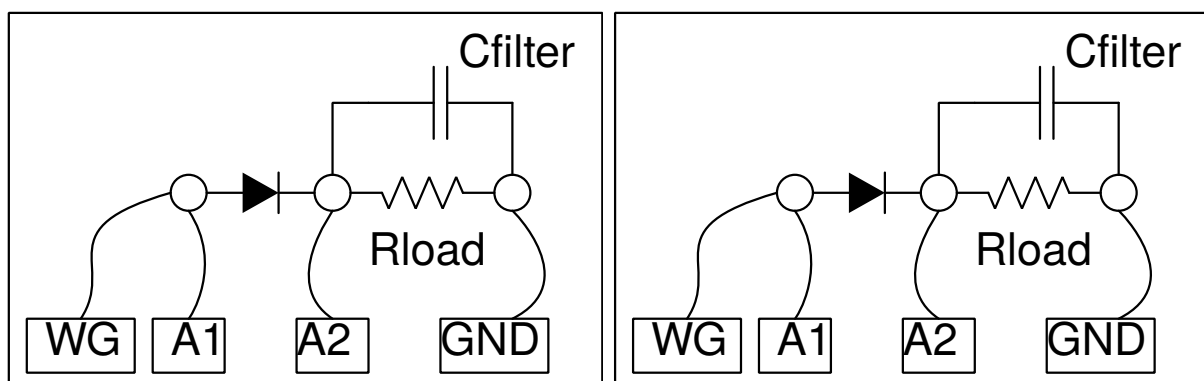 Cfilter
Rload
WG A1 A2 GND
Cfilter
Rload
WG A1 A2 GND